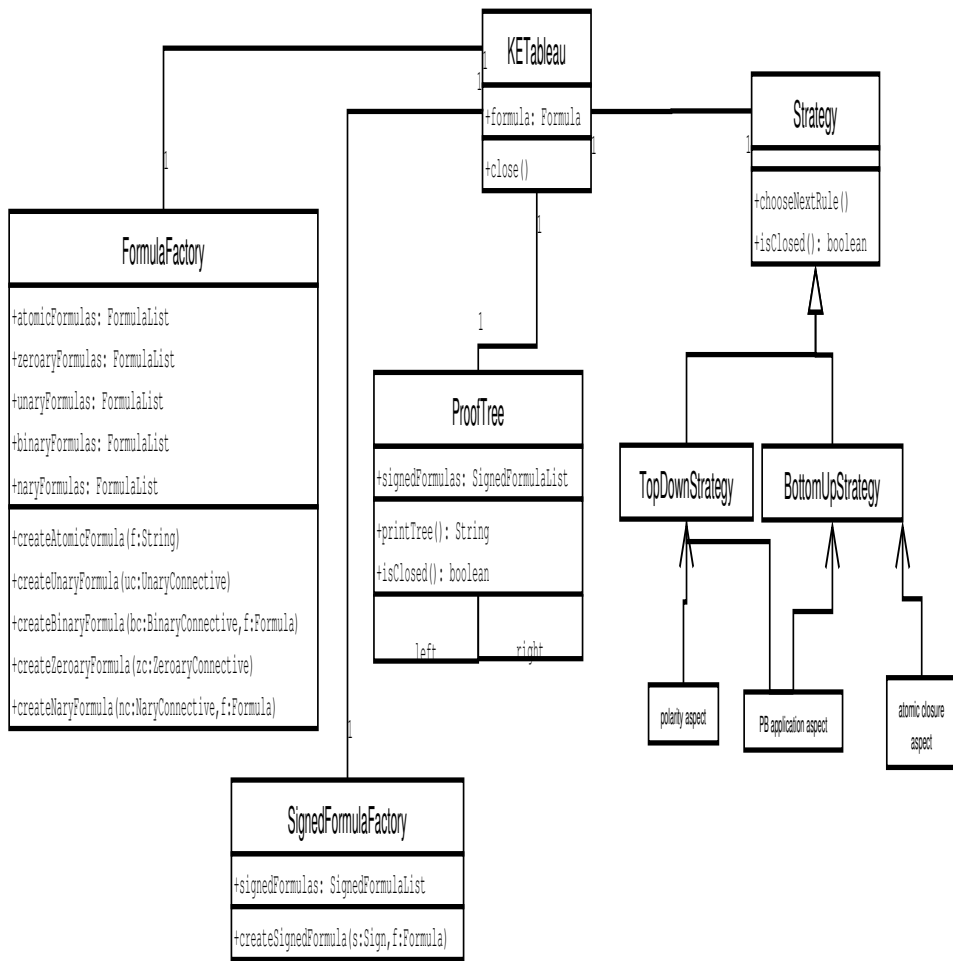 KETableau
+formula: Formula
+close()
1
1
1
1
1
1
1
1
Strategy
+chooseNextRule()
+isClosed(): boolean
FormulaFactory
+atomicFormulas: FormulaList
+zeroaryFormulas: FormulaList
+unaryFormulas: FormulaList
+binaryFormulas: FormulaList
+naryFormulas: FormulaList
+createAtomicFormula(f:String)
+createUnaryFormula(uc:UnaryConnective)
+createBinaryFormula(bc:BinaryConnective,f:Formula)
+createZeroaryFormula(zc:ZeroaryConnective)
+createNaryFormula(nc:NaryConnective,f:Formula)
ProofTree
+signedFormulas: SignedFormulaList
+printTree(): String
+isClosed(): boolean
left
right
TopDownStrategy
BottomUpStrategy
polarity aspect
PB application aspect
atomic closure
aspect
SignedFormulaFactory
+signedFormulas: SignedFormulaList
+createSignedFormula(s:Sign,f:Formula)